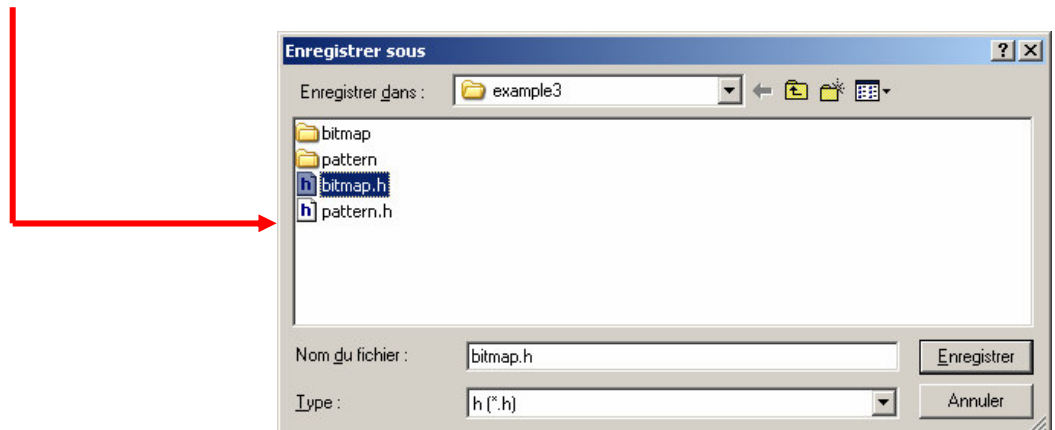 Enregistrer sous
Enregistrer dans : example3
bitmap
pattern
bitmap.h
pattern.h
Nom du fichier : bitmap.h Enregistrer
Type : h (*.h) Annuler